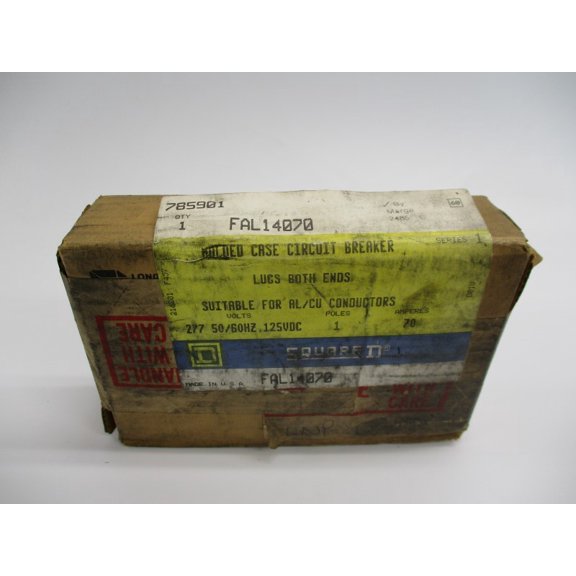 785901
QTY
1
FAL14070
MOLDED CASE CIRCUIT BREAKER
SERIES 1
LUGS BOTH ENDS
SUITABLE FOR AL/CU CONDUCTORS
VOLTS POLES AMPERES
277 50/60HZ.125VDC 1 70
SQUARE D
MADE IN U.S.A.
FAL14070
HANDLE
WITH
CARE